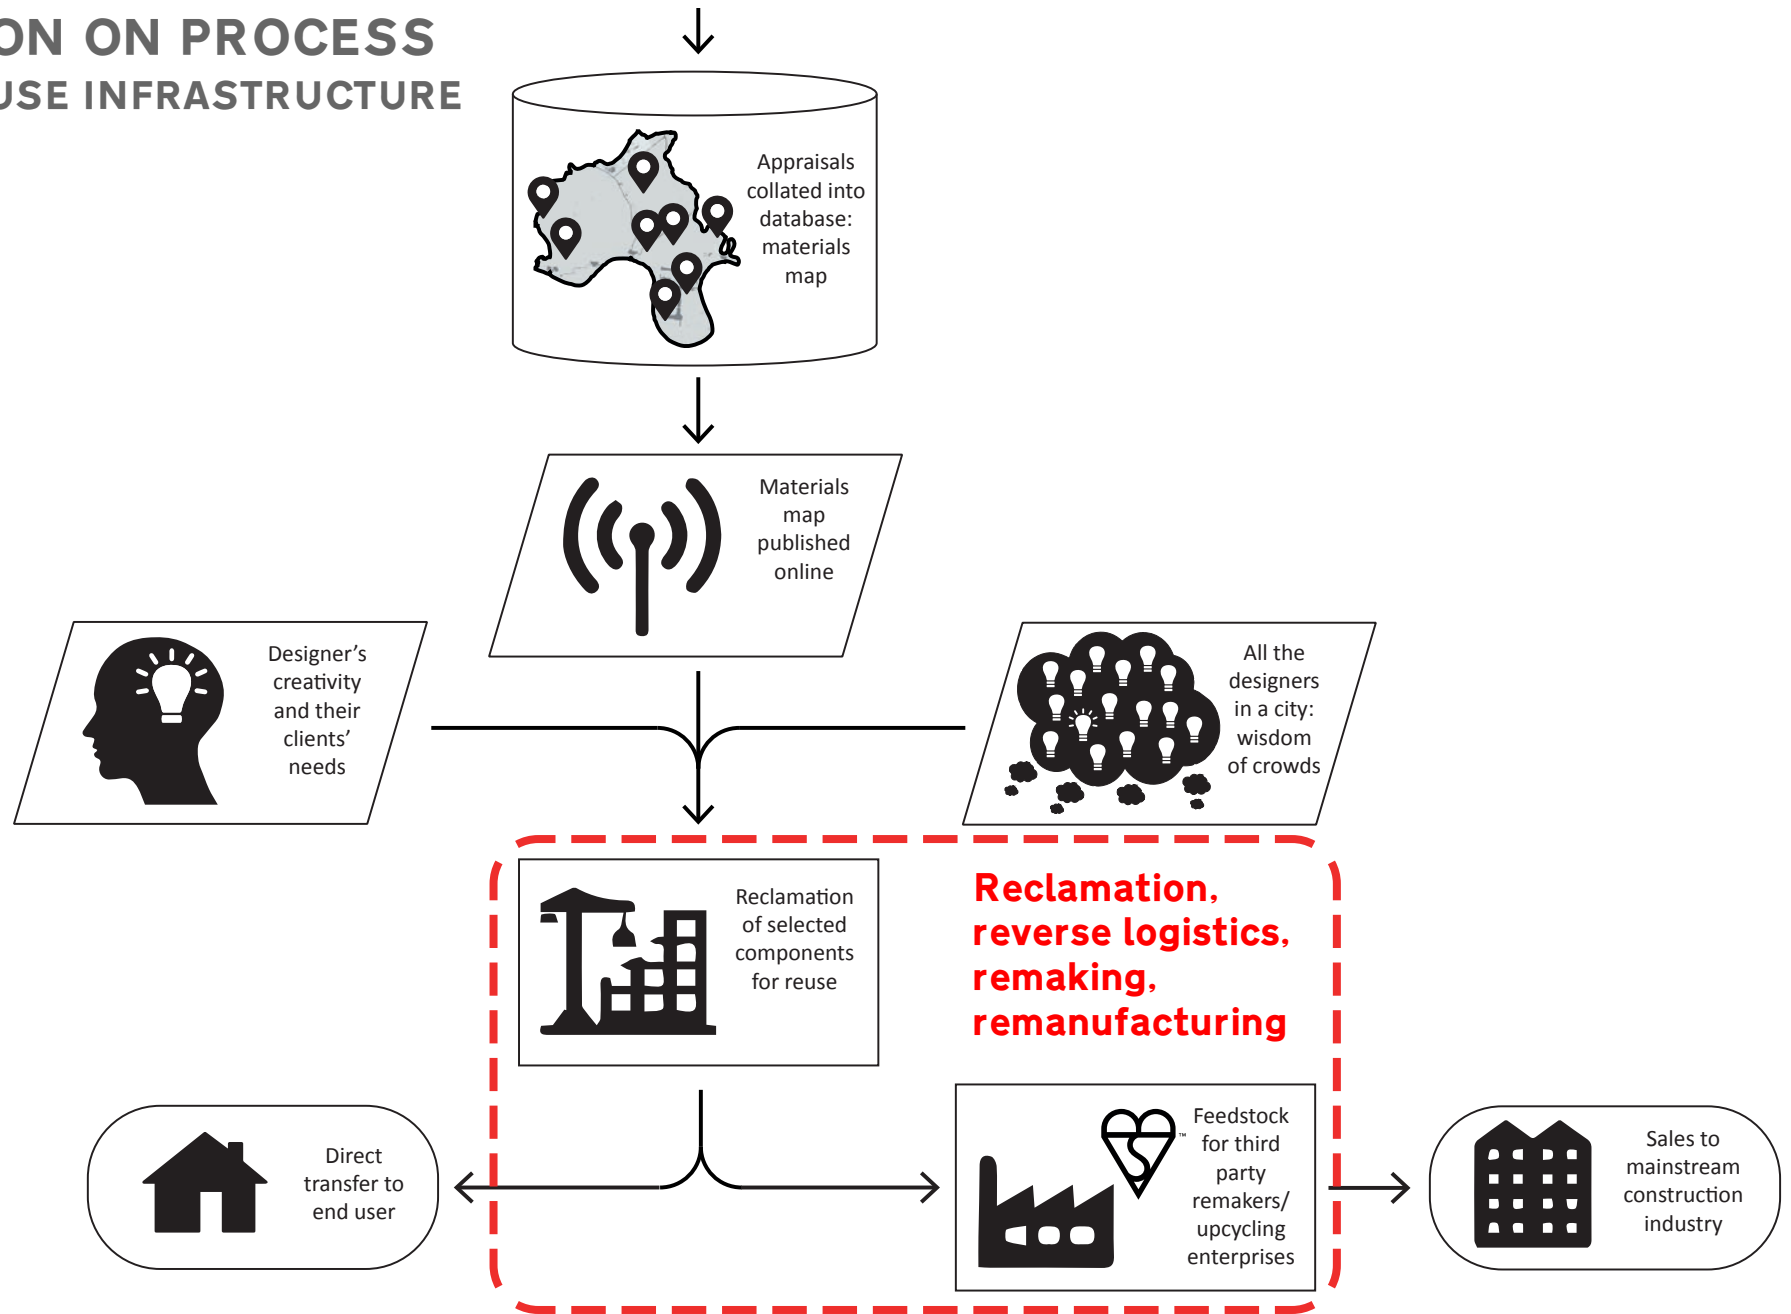 ON ON PROCESS
USE INFRASTRUCTURE
Appraisals
collated into
database:
materials
map
Materials
map
published
online
Designer’s
creativity
and their
clients’
needs
All the
designers
in a city:
wisdom
of crowds
Reclamation
of selected
components
for reuse
Reclamation,
reverse logistics,
remaking,
remanufacturing
Direct
transfer to
end user
™
Feedstock
for third
party
remakers/
upcycling
enterprises
Sales to
mainstream
construction
industry